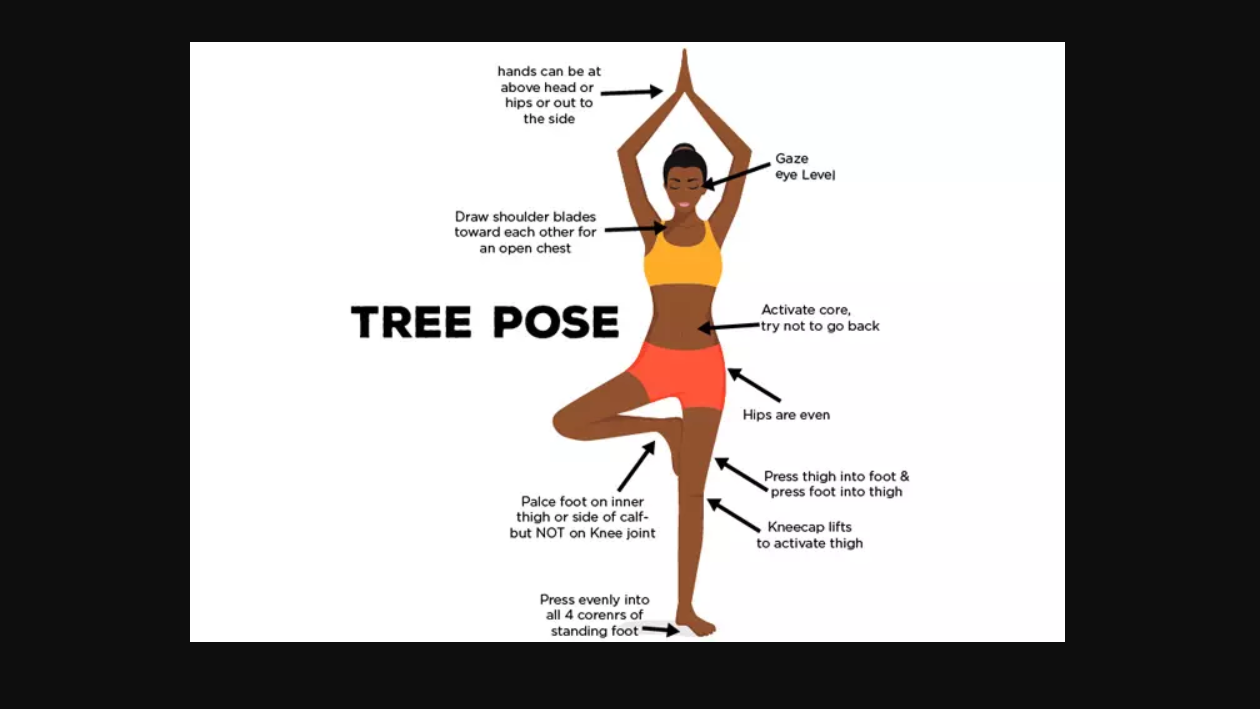 hands can be at
above head or
hips or out to
the side
Gaze
eye Level
Draw shoulder blades
toward each other for
an open chest
TREE POSE
Activate core,
try not to go back
Hips are even
Press thigh into foot &
press foot into thigh
Palce foot on inner
thigh or side of calf-
but NOT on Knee joint
Kneecap lifts
to activate thigh
Press evenly into
all 4 corenrs of
standing foot